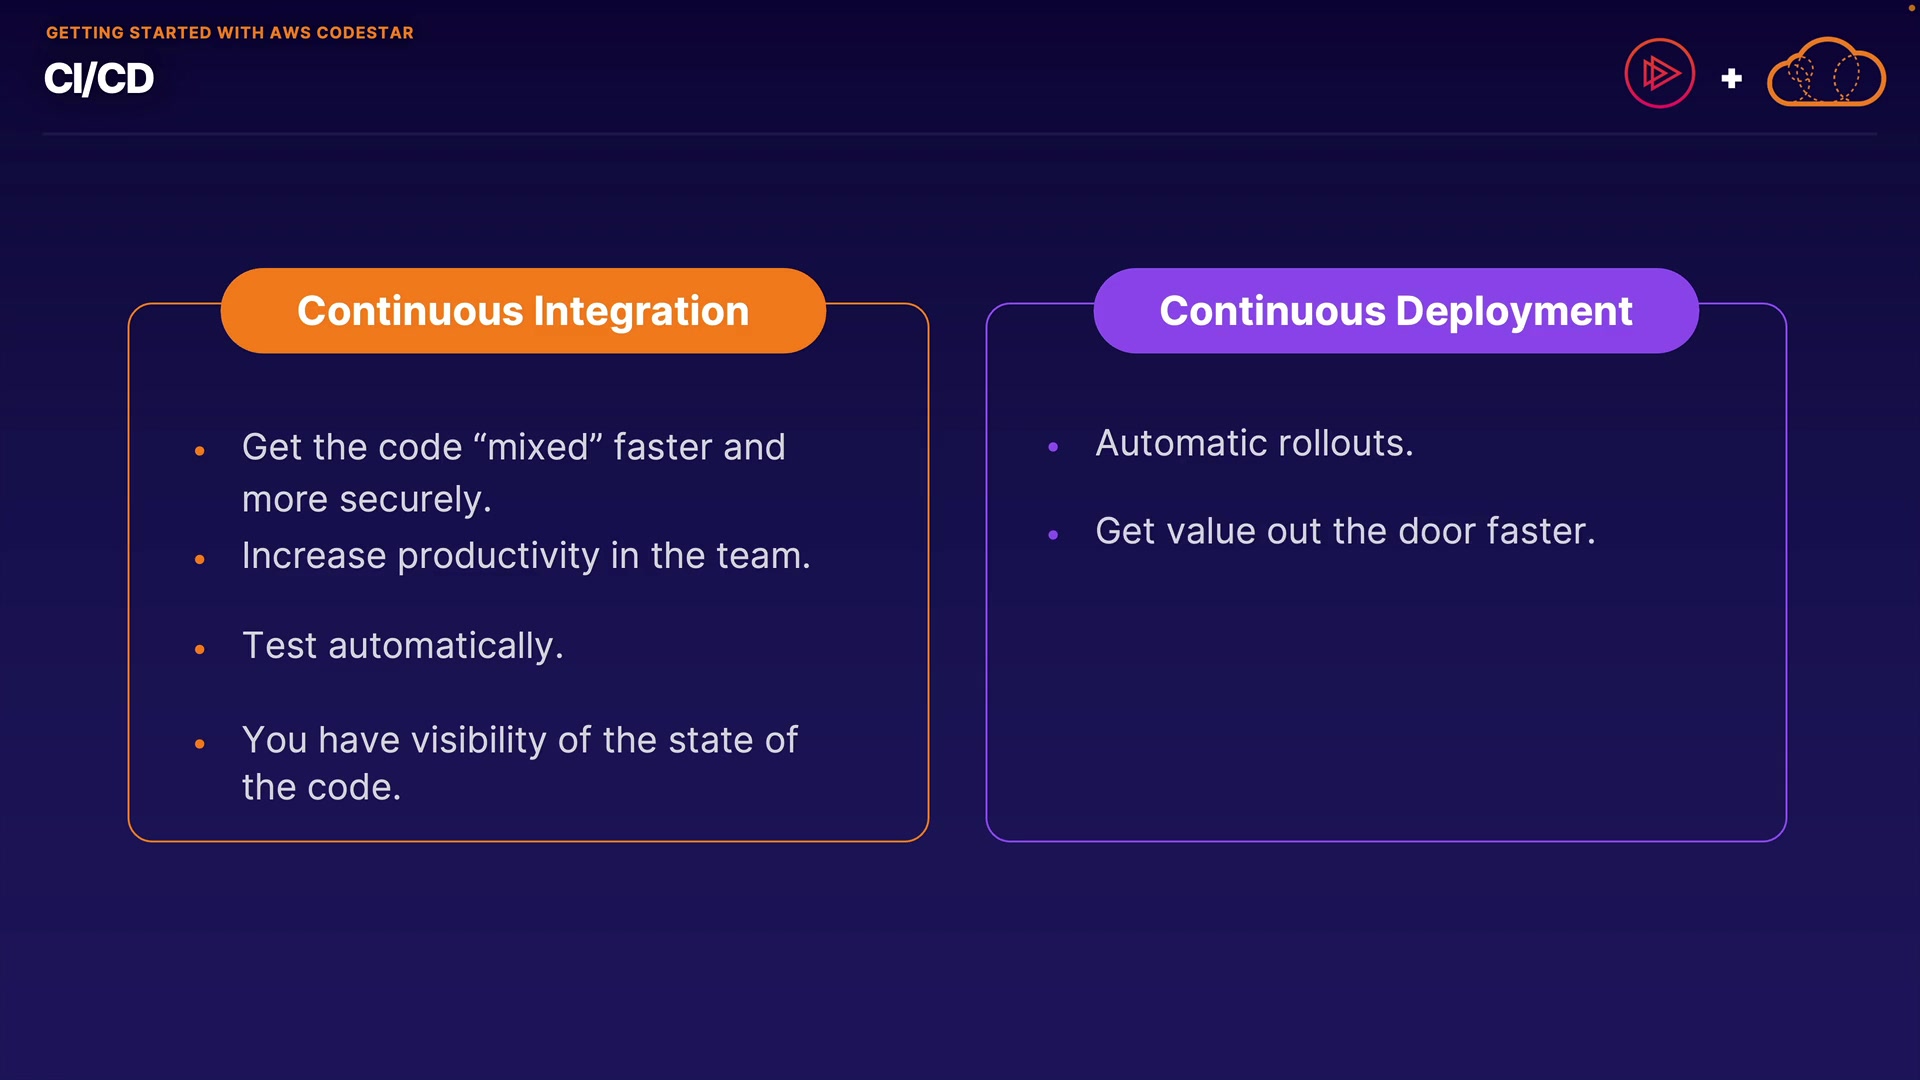 GETTING STARTED WITH AWS CODESTAR
CI/CD
Continuous Integration
Get the code “mixed” faster and
more securely.
Increase productivity in the team.
Test automatically.
You have visibility of the state of
the code.
Continuous Deployment
Automatic rollouts.
Get value out the door faster.